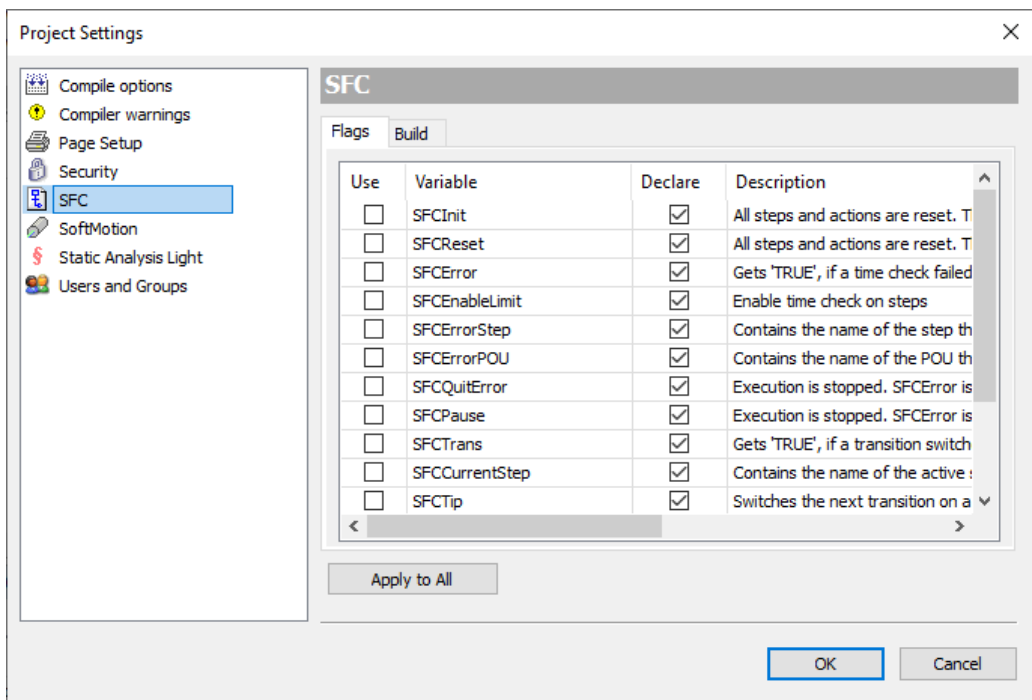 Project Settings
Compile options
Compiler warnings
Page Setup
Security
SFC
SoftMotion
Static Analysis Light
Users and Groups
SFC
Flags Build
Use Variable Declare Description
SFCInit All steps and actions are reset. T
SFCReset All steps and actions are reset. T
SFCError Gets 'TRUE', if a time check failed
SFCEnableLimit Enable time check on steps
SFCErrorStep Contains the name of the step th
SFCErrorPOU Contains the name of the POU th
SFCQuitError Execution is stopped. SFCError is
SFCPause Execution is stopped. SFCError is
SFCTrans Gets 'TRUE', if a transition switch
SFCCurrentStep Contains the name of the active
SFCTip Switches the next transition on a
Apply to All
OK Cancel